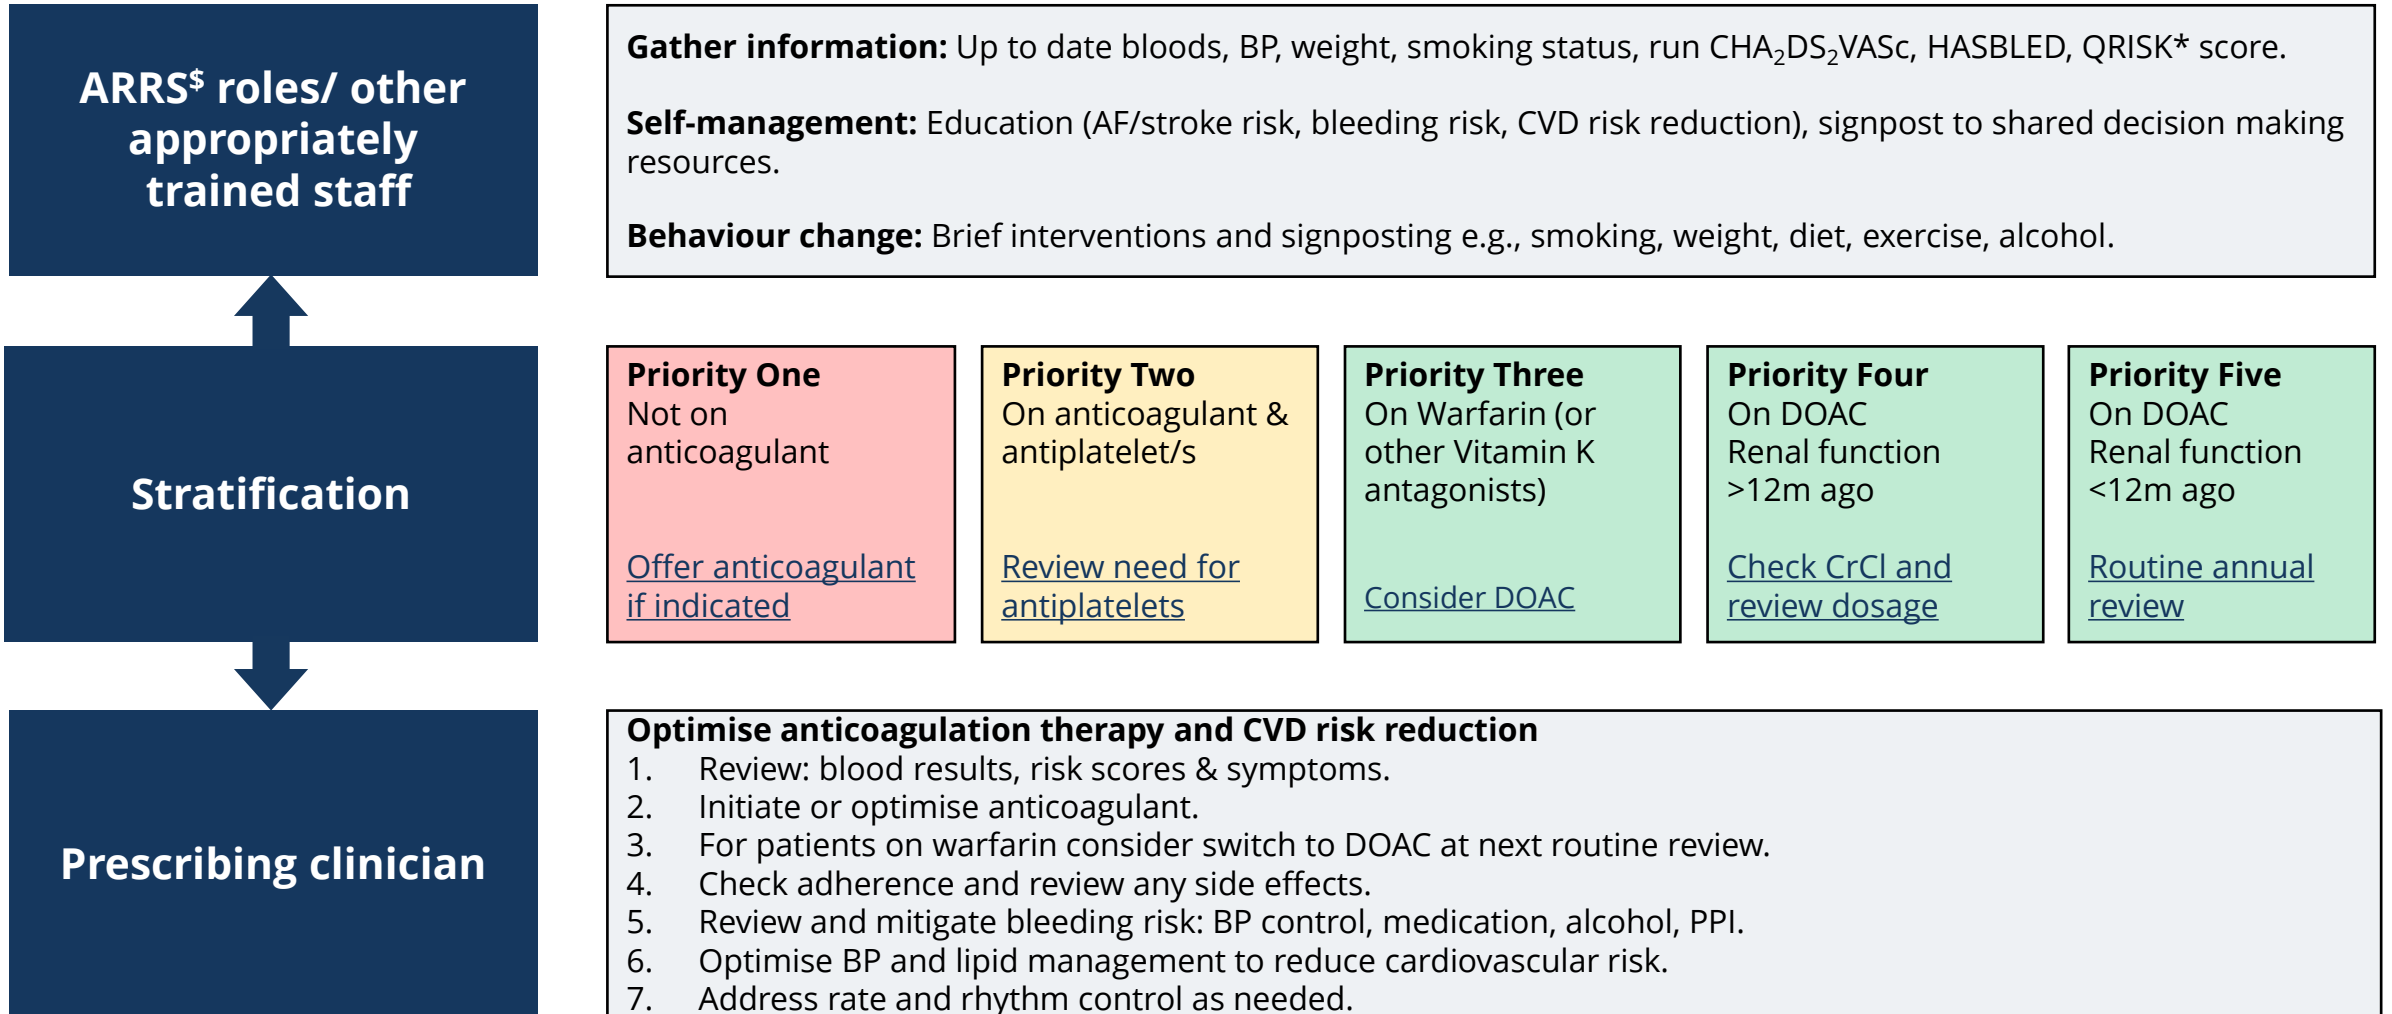 ARRS$ roles/ other
appropriately
trained staff
Gather information: Up to date bloods, BP, weight, smoking status, run CHA2DS2VASc, HASBLED, QRISK* score.
Self-management: Education (AF/stroke risk, bleeding risk, CVD risk reduction), signpost to shared decision making
resources.
Behaviour change: Brief interventions and signposting e.g., smoking, weight, diet, exercise, alcohol.
Stratification
Priority One
Not on
anticoagulant
Offer anticoagulant
if indicated
Priority Two
On anticoagulant &
antiplatelet/s
Review need for
antiplatelets
Priority Three
On Warfarin (or
other Vitamin K
antagonists)
Consider DOAC
Priority Four
On DOAC
Renal function
>12m ago
Check CrCl and
review dosage
Priority Five
On DOAC
Renal function
<12m ago
Routine annual
review
Prescribing clinician
Optimise anticoagulation therapy and CVD risk reduction
1. Review: blood results, risk scores & symptoms.
2. Initiate or optimise anticoagulant.
3. For patients on warfarin consider switch to DOAC at next routine review.
4. Check adherence and review any side effects.
5. Review and mitigate bleeding risk: BP control, medication, alcohol, PPI.
6. Optimise BP and lipid management to reduce cardiovascular risk.
7. Address rate and rhythm control as needed.